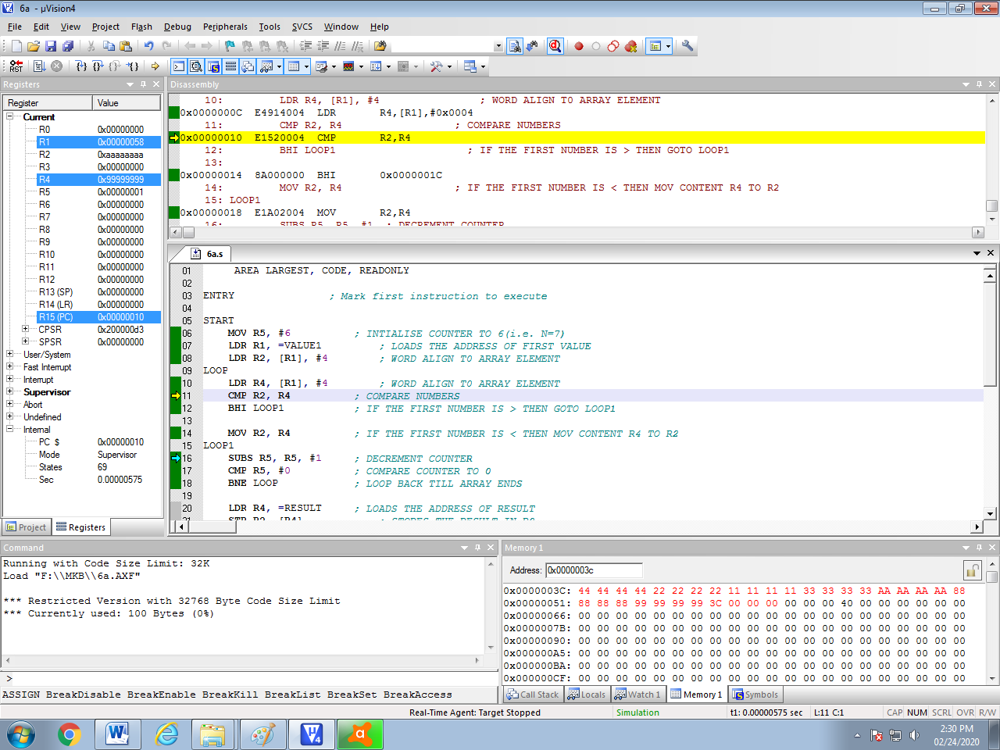 6a - µVision4
File Edit View Project Flash Debug Peripherals Tools SVCS Window Help
RST
Registers
Register Value
Current
R0 0x00000000
R1 0x00000058
R2 0xaaaaaaaa
R3 0x00000000
R4 0x99999999
R5 0x00000001
R6 0x00000000
R7 0x00000000
R8 0x00000000
R9 0x00000000
R10 0x00000000
R11 0x00000000
R12 0x00000000
R13 (SP) 0x00000000
R14 (LR) 0x00000000
R15 (PC) 0x00000010
CPSR 0x200000d3
SPSR 0x00000000
User/System
Fast Interrupt
Interrupt
Supervisor
Abort
Undefined
Internal
PC $ 0x00000010
Mode Supervisor
States 69
Sec 0.00000575
Project Registers
Disassembly
10: LDR R4, [R1], #4 ; WORD ALIGN T0 ARRAY ELEMENT
0x0000000C E4914004 LDR R4,[R1],#0x0004
11: CMP R2, R4 ; COMPARE NUMBERS
0x00000010 E1520004 CMP R2,R4
12: BHI LOOP1 ; IF THE FIRST NUMBER IS > THEN GOTO LOOP1
13:
0x00000014 8A000000 BHI 0x0000001C
14: MOV R2, R4 ; IF THE FIRST NUMBER IS < THEN MOV CONTENT R4 TO R2
15: LOOP1
0x00000018 E1A02004 MOV R2,R4
16: SUBS R5, R5, #1 ; DECREMENT COUNTER
6a.s
01 AREA LARGEST, CODE, READONLY
02
03 ENTRY ; Mark first instruction to execute
04
05 START
06 MOV R5, #6 ; INTIALISE COUNTER TO 6(i.e. N=7)
07 LDR R1, =VALUE1 ; LOADS THE ADDRESS OF FIRST VALUE
08 LDR R2, [R1], #4 ; WORD ALIGN T0 ARRAY ELEMENT
09 LOOP
10 LDR R4, [R1], #4 ; WORD ALIGN T0 ARRAY ELEMENT
11 CMP R2, R4 ; COMPARE NUMBERS
12 BHI LOOP1 ; IF THE FIRST NUMBER IS > THEN GOTO LOOP1
13
14 MOV R2, R4 ; IF THE FIRST NUMBER IS < THEN MOV CONTENT R4 TO R2
15 LOOP1
16 SUBS R5, R5, #1 ; DECREMENT COUNTER
17 CMP R5, #0 ; COMPARE COUNTER TO 0
18 BNE LOOP ; LOOP BACK TILL ARRAY ENDS
19
20 LDR R4, =RESULT ; LOADS THE ADDRESS OF RESULT
21 STR R2, [R4] ; STORES THE RESULT IN R2
Command
Running with Code Size Limit: 32K
Load "F:\\MKB\\6a.AXF"
*** Restricted Version with 32768 Byte Code Size Limit
*** Currently used: 100 Bytes (0%)
>
ASSIGN BreakDisable BreakEnable BreakKill BreakList BreakSet BreakAccess
Memory 1
Address: 0x0000003c
0x0000003C: 44 44 44 44 22 22 22 22 11 11 11 11 33 33 33 33 AA AA AA AA 88
0x00000051: 88 88 88 99 99 99 99 3C 00 00 00 00 00 00 40 00 00 00 00 00 00
0x00000066: 00 00 00 00 00 00 00 00 00 00 00 00 00 00 00 00 00 00 00 00 00
0x0000007B: 00 00 00 00 00 00 00 00 00 00 00 00 00 00 00 00 00 00 00 00 00
0x00000090: 00 00 00 00 00 00 00 00 00 00 00 00 00 00 00 00 00 00 00 00 00
0x000000A5: 00 00 00 00 00 00 00 00 00 00 00 00 00 00 00 00 00 00 00 00 00
0x000000BA: 00 00 00 00 00 00 00 00 00 00 00 00 00 00 00 00 00 00 00 00 00
0x000000CF: 00 00 00 00 00 00 00 00 00 00 00 00 00 00 00 00 00 00 00 00 00
Call Stack Locals Watch 1 Memory 1 Symbols
Real-Time Agent: Target Stopped Simulation t1: 0.00000575 sec L:11 C:1 CAP NUM SCRL OVR R/W
2:30 PM
02/24/2020